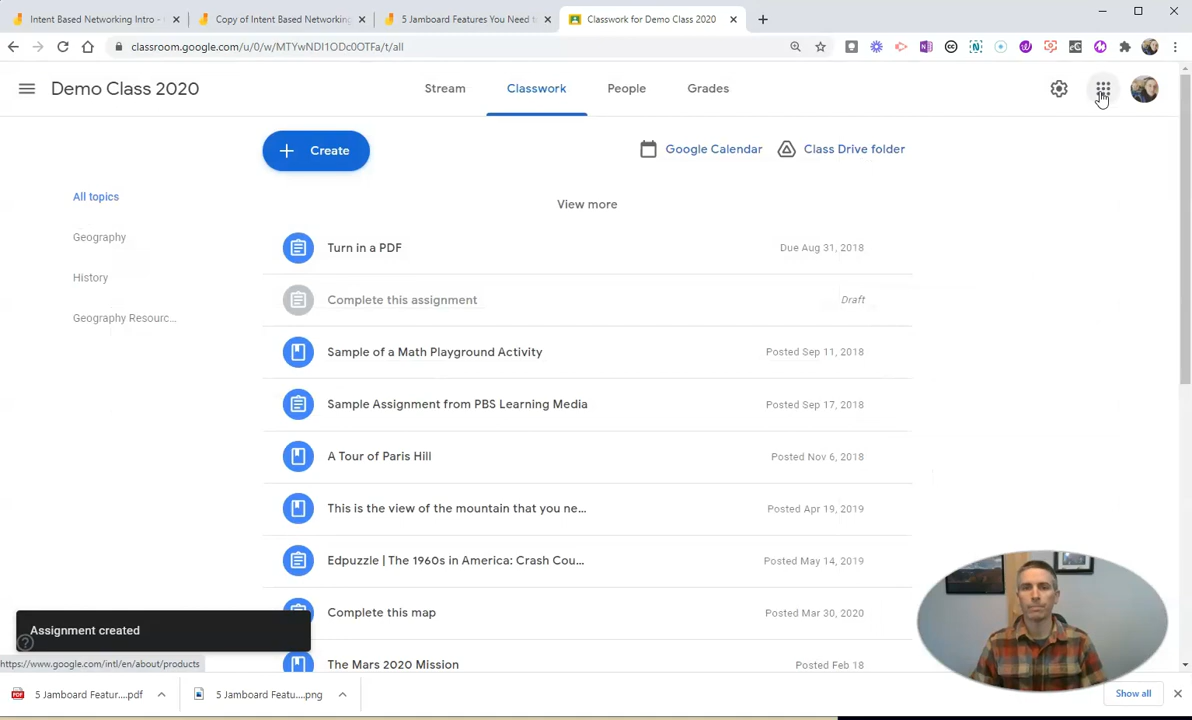 Intent Based Networking Intro -
Copy of Intent Based Networking
5 Jamboard Features You Need t
Classwork for Demo Class 2020
classroom.google.com/u/0/w/MTYwNDI1ODc0OTFa/t/all
Demo Class 2020
Stream
Classwork
People
Grades
Create
Google Calendar
Class Drive folder
View more
All topics
Geography
History
Geography Resourc...
Turn in a PDF
Due Aug 31, 2018
Complete this assignment
Draft
Sample of a Math Playground Activity
Posted Sep 11, 2018
Sample Assignment from PBS Learning Media
Posted Sep 17, 2018
A Tour of Paris Hill
Posted Nov 6, 2018
This is the view of the mountain that you ne...
Posted Apr 19, 2019
Edpuzzle | The 1960s in America: Crash Cou...
Posted May 14, 2019
Complete this map
Posted Mar 30, 2020
The Mars 2020 Mission
Posted Feb 18
Assignment created
https://www.google.com/intl/en/about/products
5 Jamboard Featur....pdf
5 Jamboard Featu....png
Show all